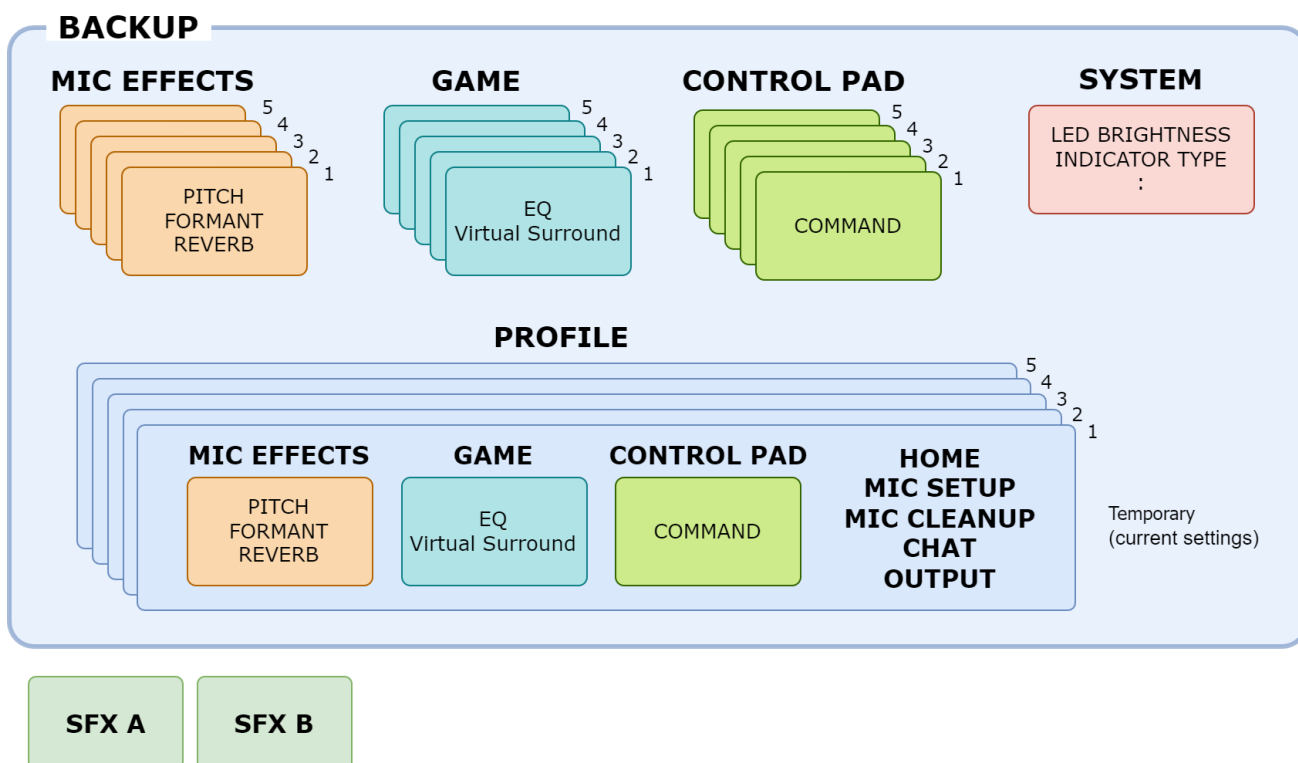 BACKUP
MIC EFFECTS
5
4
3
2
1
PITCH
FORMANT
REVERB
GAME
5
4
3
2
1
EQ
Virtual Surround
CONTROL PAD
5
4
3
2
1
COMMAND
SYSTEM
LED BRIGHTNESS
INDICATOR TYPE
:
PROFILE
5
4
3
2
1
MIC EFFECTS
PITCH
FORMANT
REVERB
GAME
EQ
Virtual Surround
CONTROL PAD
COMMAND
HOME
MIC SETUP
MIC CLEANUP
CHAT
OUTPUT
Temporary
(current settings)
SFX A
SFX B